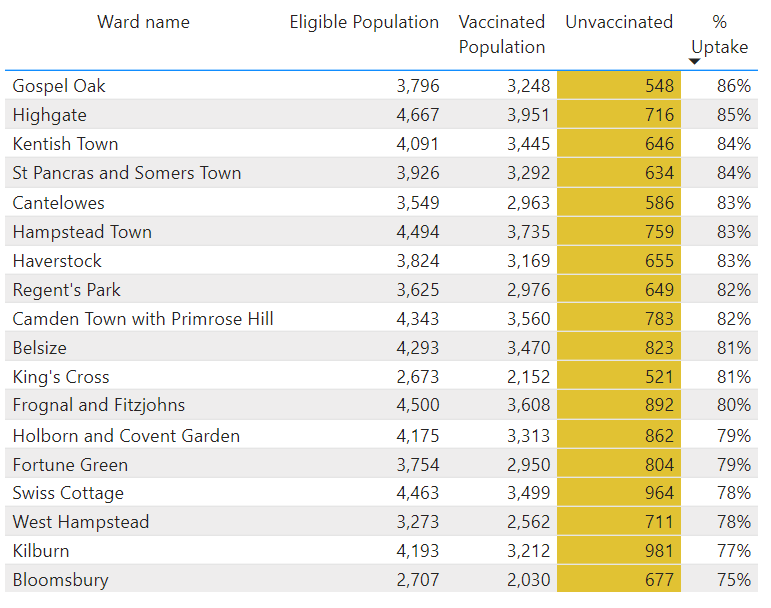 Ward name Eligible Population Vaccinated Population Unvaccinated % Uptake
Gospel Oak 3,796 3,248 548 86%
Highgate 4,667 3,951 716 85%
Kentish Town 4,091 3,445 646 84%
St Pancras and Somers Town 3,926 3,292 634 84%
Cantelowes 3,549 2,963 586 83%
Hampstead Town 4,494 3,735 759 83%
Haverstock 3,824 3,169 655 83%
Regent's Park 3,625 2,976 649 82%
Camden Town with Primrose Hill 4,343 3,560 783 82%
Belsize 4,293 3,470 823 81%
King's Cross 2,673 2,152 521 81%
Frognal and Fitzjohns 4,500 3,608 892 80%
Holborn and Covent Garden 4,175 3,313 862 79%
Fortune Green 3,754 2,950 804 79%
Swiss Cottage 4,463 3,499 964 78%
West Hampstead 3,273 2,562 711 78%
Kilburn 4,193 3,212 981 77%
Bloomsbury 2,707 2,030 677 75%